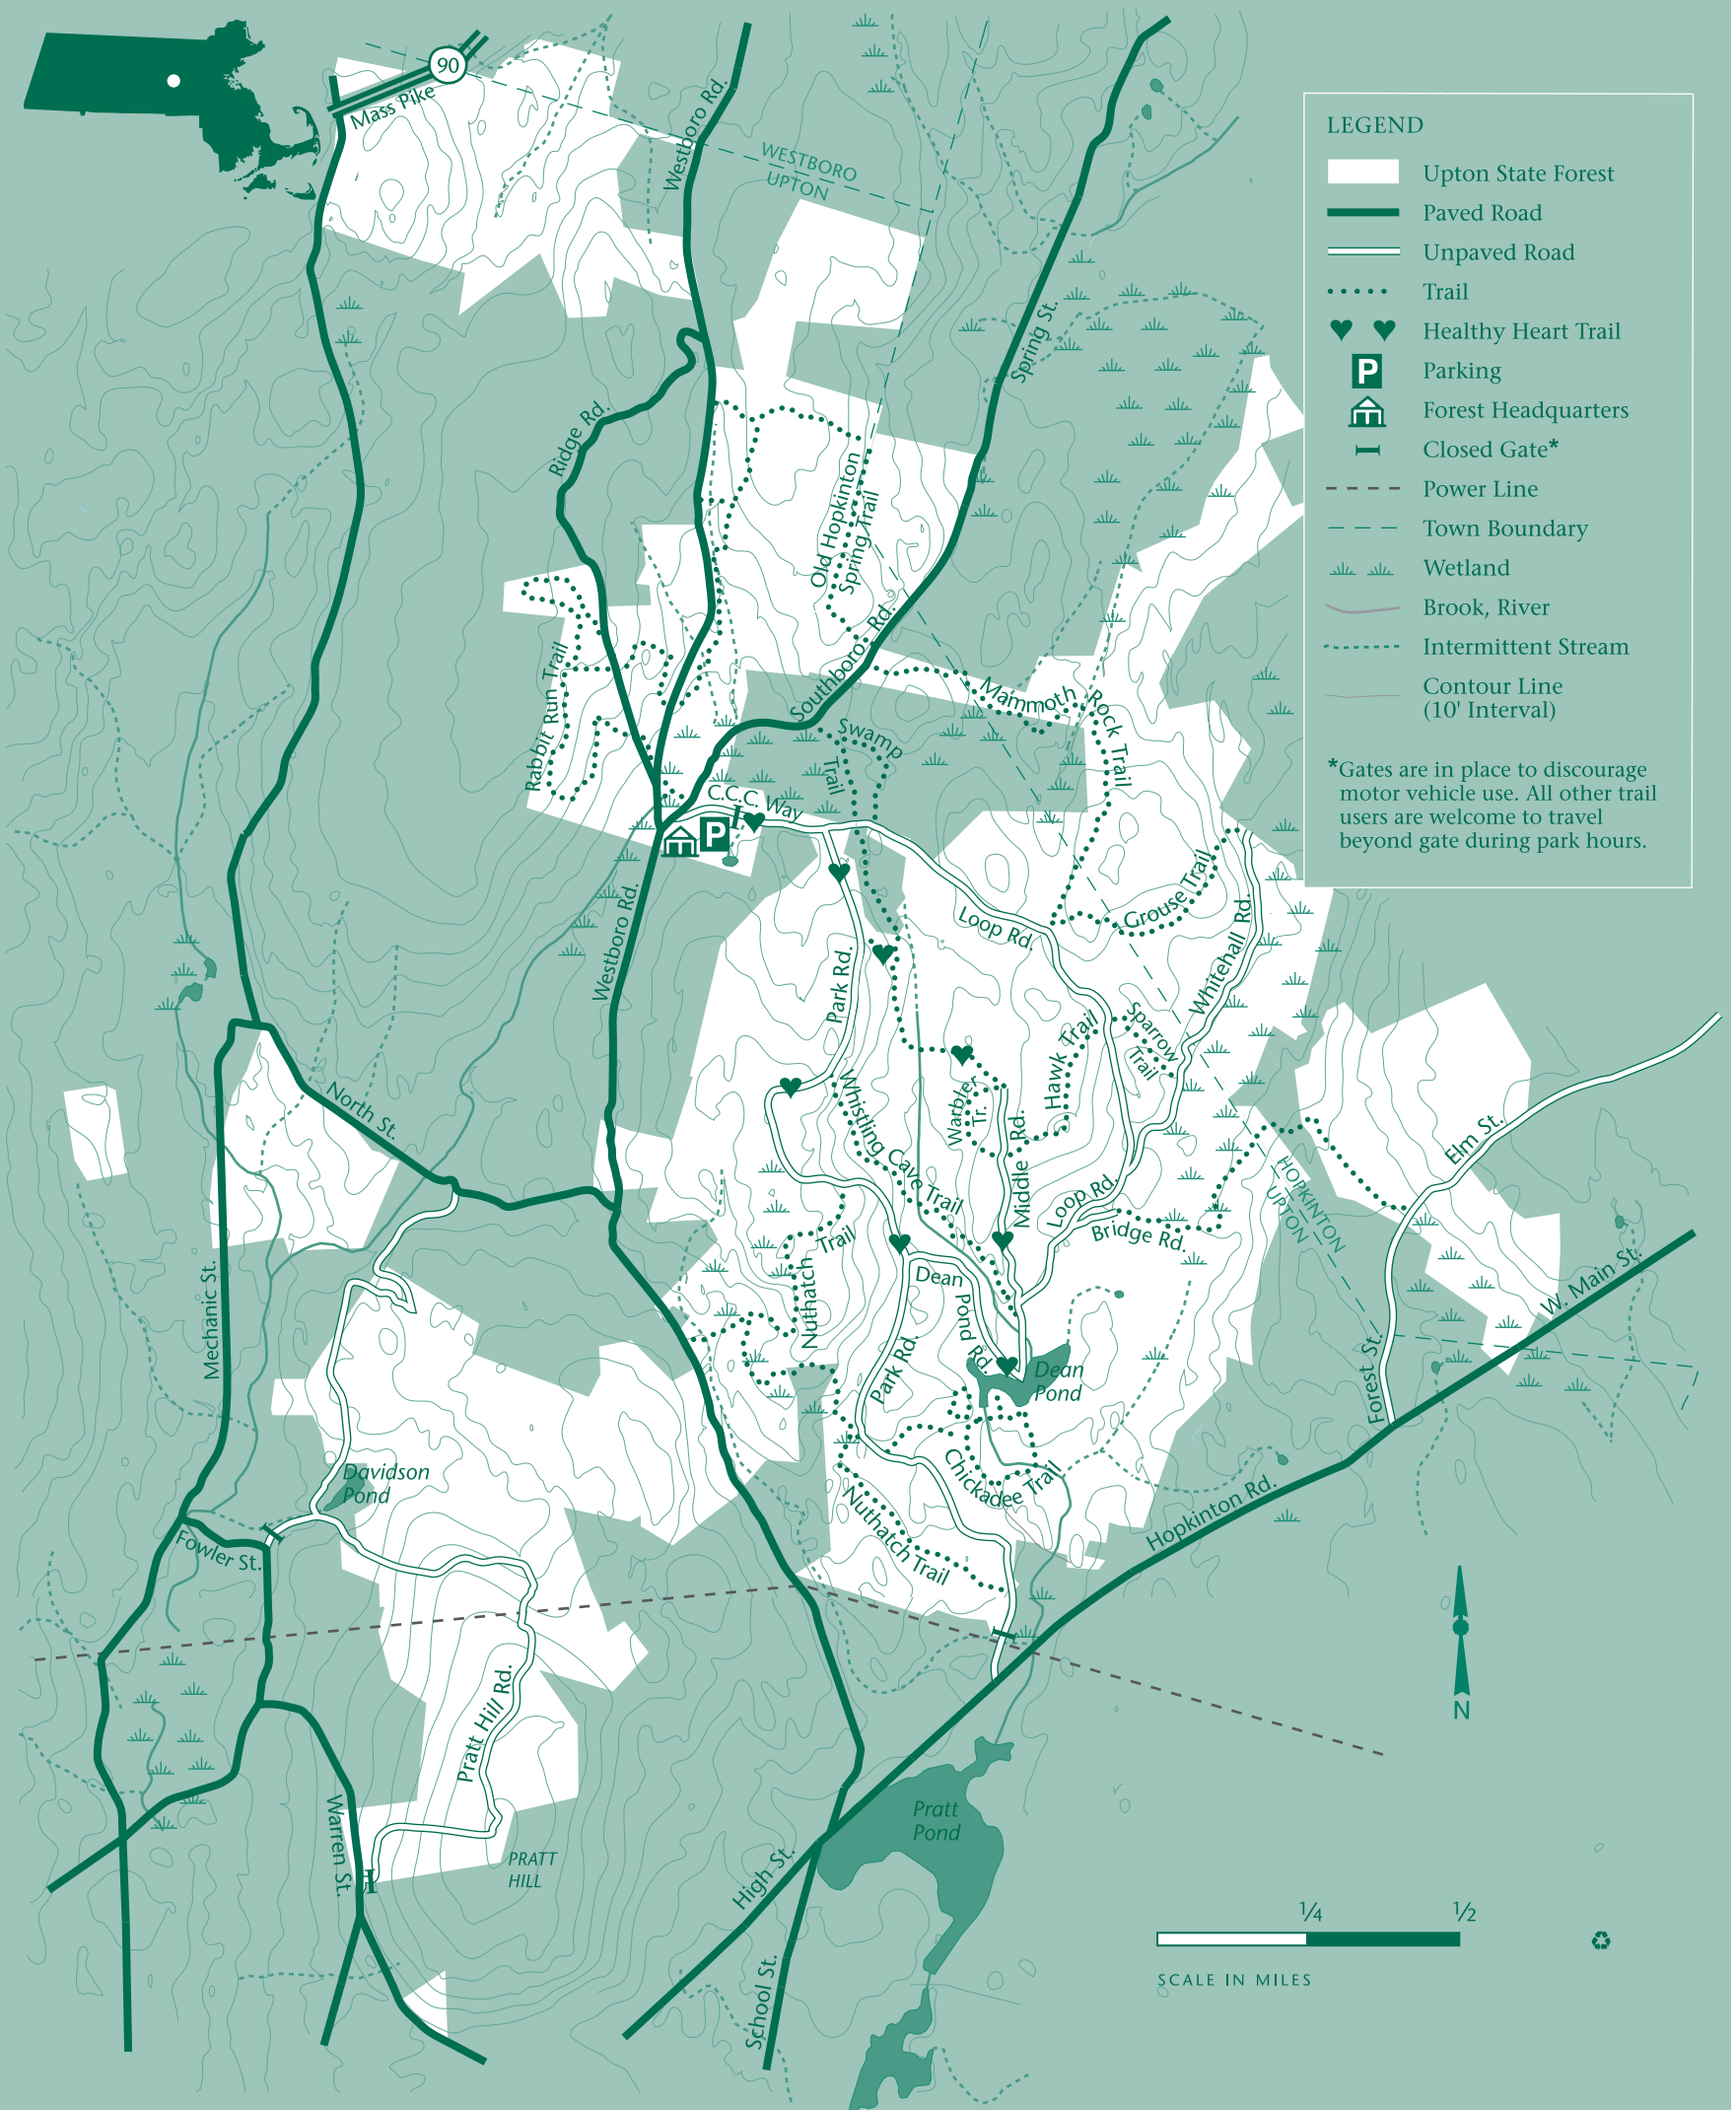 90
Mass Pike
Westboro Rd.
WESTBORO
UPTON
Spring St.
LEGEND
Upton State Forest
Paved Road
Unpaved Road
Trail
Healthy Heart Trail
P
Parking
Forest Headquarters
Closed Gate*
Power Line
Town Boundary
Wetland
Brook, River
Intermittent Stream
Contour Line
(10' Interval)
*Gates are in place to discourage
motor vehicle use. All other trail
users are welcome to travel
beyond gate during park hours.
Ridge Rd.
Old Hopkinton
Spring Trail
Rabbit Run Trail
Southboro Rd.
Mammoth
Rock Trail
Swamp
Trail
C.C.C. Way
P
Westboro Rd.
Loop Rd.
Grouse Trail
Whitehall Rd.
Park Rd.
Hawk Trail
Sparrow
Trail
Warbler
Tr.
Middle Rd.
Whistling Cave Trail
Loop Rd.
Bridge Rd.
HOPKINTON
UPTON
Elm St.
W. Main St.
Forest St.
North St.
Mechanic St.
Nuthatch
Trail
Dean
Pond Rd.
Park Rd.
Dean
Pond
Chickadee Trail
Nuthatch Trail
Hopkinton Rd.
Davidson
Pond
Fowler St.
Pratt Hill Rd.
Warren St.
PRATT
HILL
Pratt
Pond
High St.
School St.
N
¼
½
SCALE IN MILES